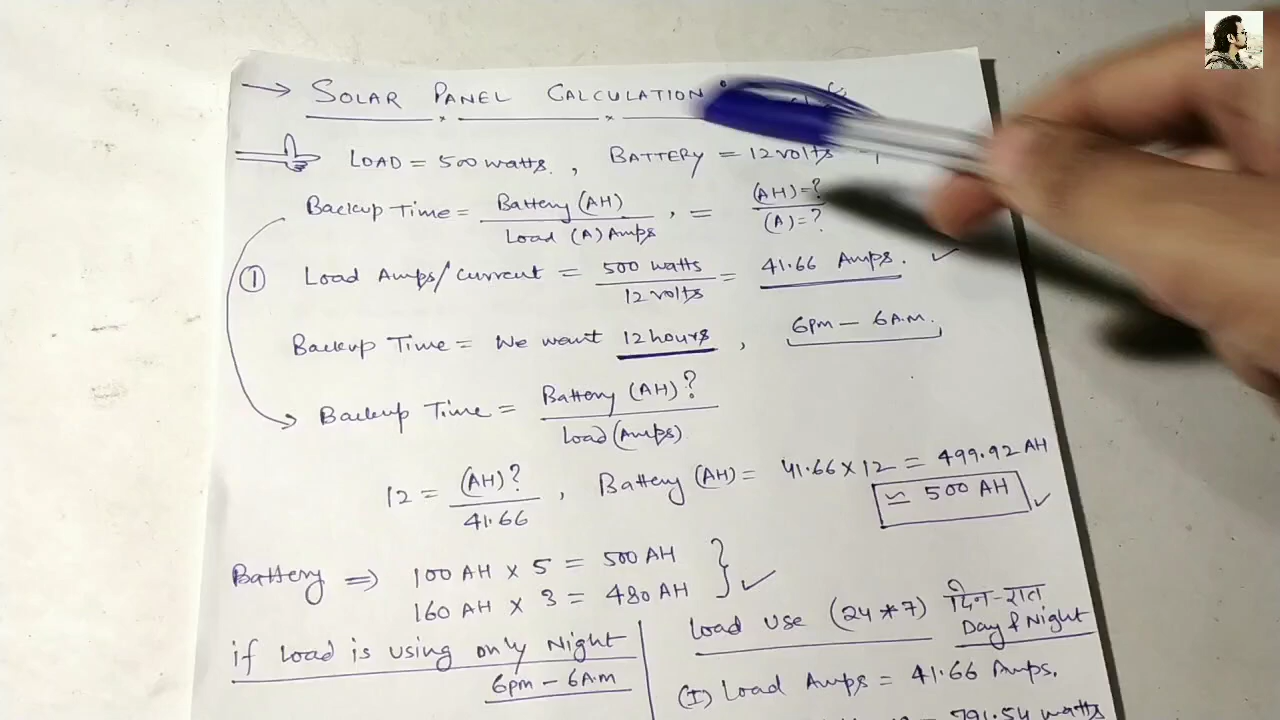 → SOLAR PANEL CALCULATION
LOAD = 500 watts. , BATTERY = 12 volts
Backup Time = Battery (AH) / Load (A) Amps , = (AH) = ? / (A) = ?
① Load Amps/Current = 500 watts / 12 volts = 41.66 Amps. ✓
Backup Time = We want 12 hours , 6pm – 6A.M.
Backup Time = Battery (AH)? / Load (Amps)
12 = (AH)? / 41.66 , Battery (AH) = 41.66 x 12 = 499.92 AH
≃ 500 AH ✓
Battery ⇒ 100 AH x 5 = 500 AH
160 AH x 3 = 480 AH } ✓
if Load is using only Night
6pm – 6A.M
Load Use (24 * 7) दिन-रात
Day & Night
(I) Load Amps = 41.66 Amps.
791.54 watts